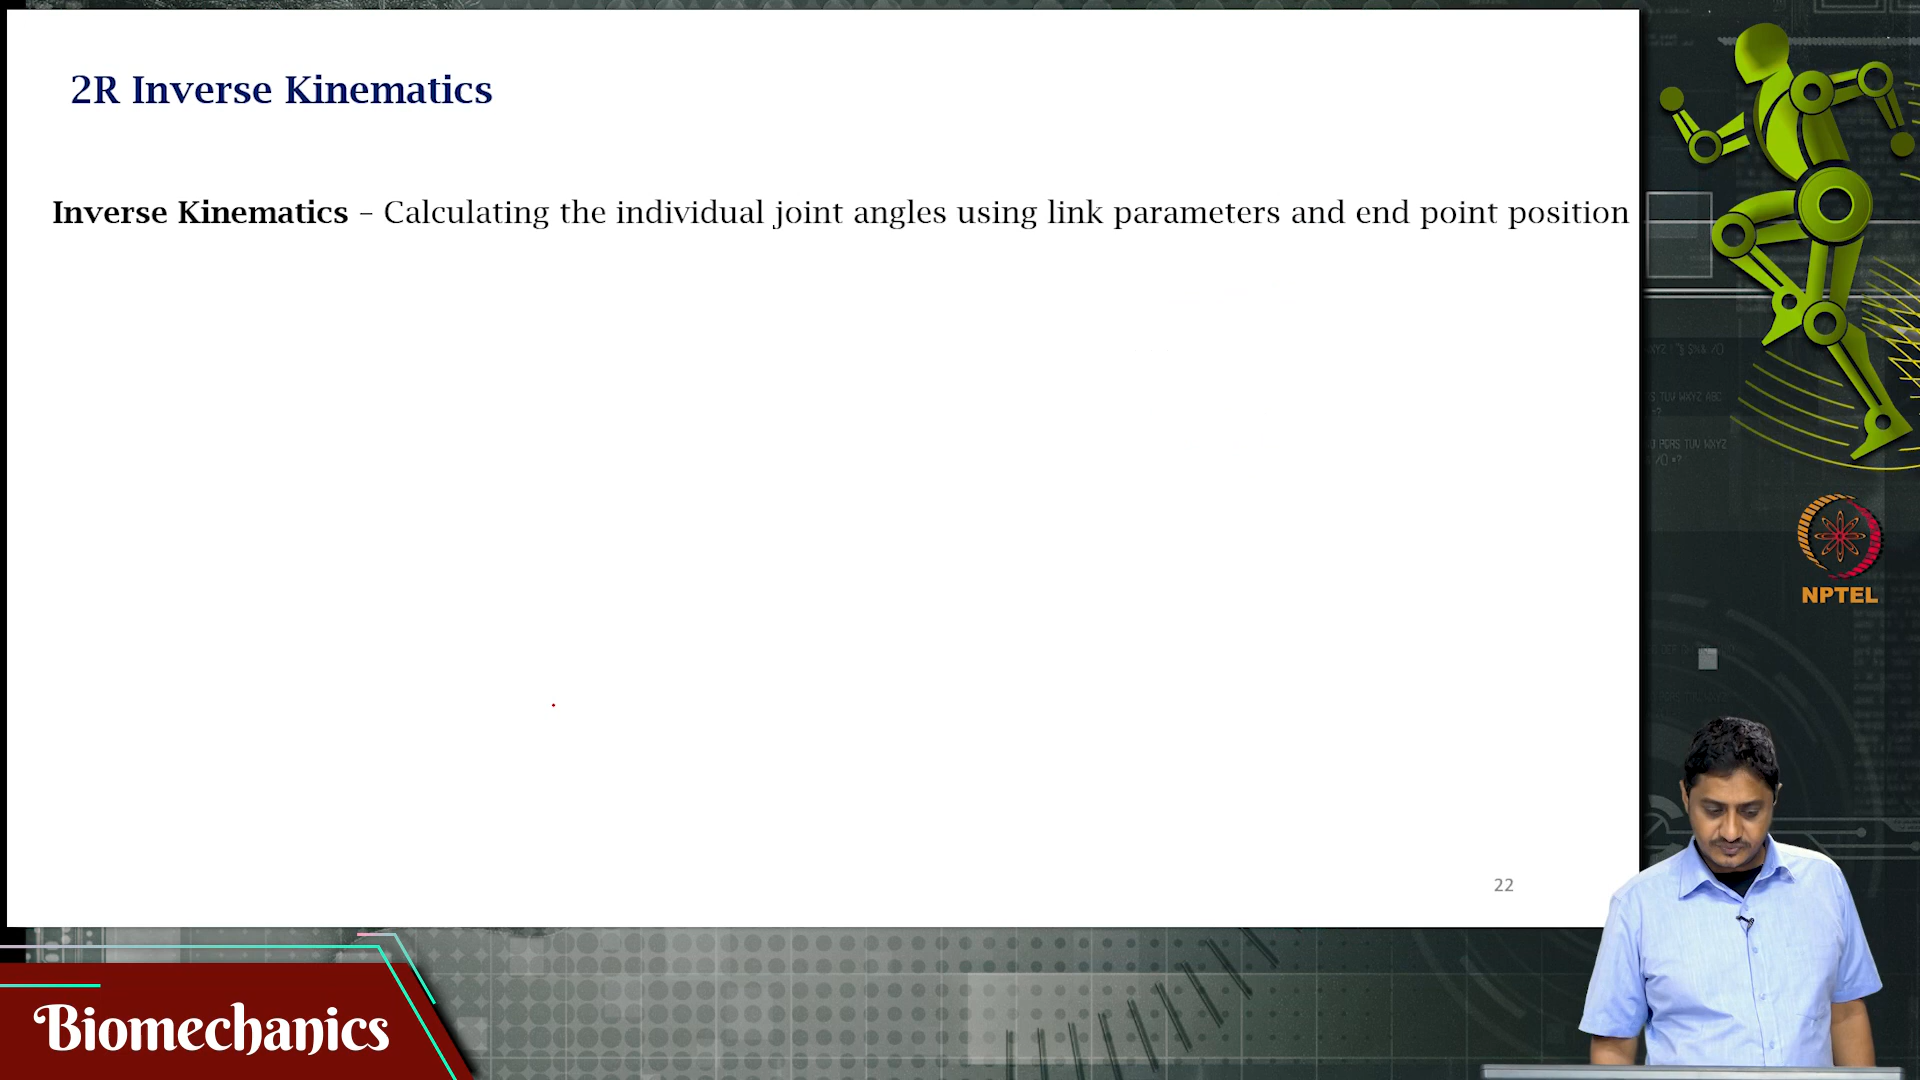 2R Inverse Kinematics
Inverse Kinematics – Calculating the individual joint angles using link parameters and end point position
22
NPTEL
Biomechanics